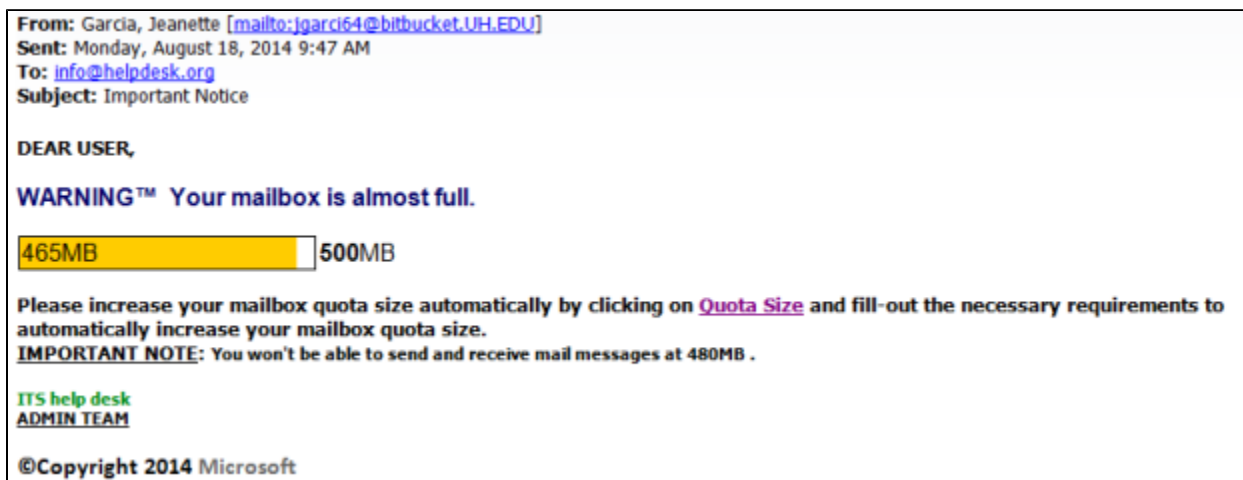 From: Garcia, Jeanette [mailto:jgarci64@bitbucket.UH.EDU]
Sent: Monday, August 18, 2014 9:47 AM
To: info@helpdesk.org
Subject: Important Notice
DEAR USER,
WARNING™ Your mailbox is almost full.
465MB 500MB
Please increase your mailbox quota size automatically by clicking on Quota Size and fill-out the necessary requirements to
automatically increase your mailbox quota size.
IMPORTANT NOTE: You won't be able to send and receive mail messages at 480MB .
ITS help desk
ADMIN TEAM
©Copyright 2014 Microsoft